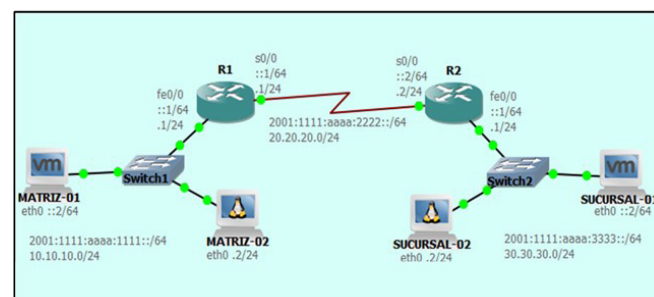 R1
s0/0
::1/64
.1/24
fe0/0
::1/64
.1/24
s0/0
::2/64
.2/24
R2
fe0/0
::1/64
.1/24
2001:1111:aaaa:2222::/64
20.20.20.0/24
vm
MATRIZ-01
eth0 ::2/64
Switch1
MATRIZ-02
eth0 .2/24
2001:1111:aaaa:1111::/64
10.10.10.0/24
Switch2
vm
SUCURSAL-01
eth0 ::2/64
SUCURSAL-02
eth0 .2/24
2001:1111:aaaa:3333::/64
30.30.30.0/24